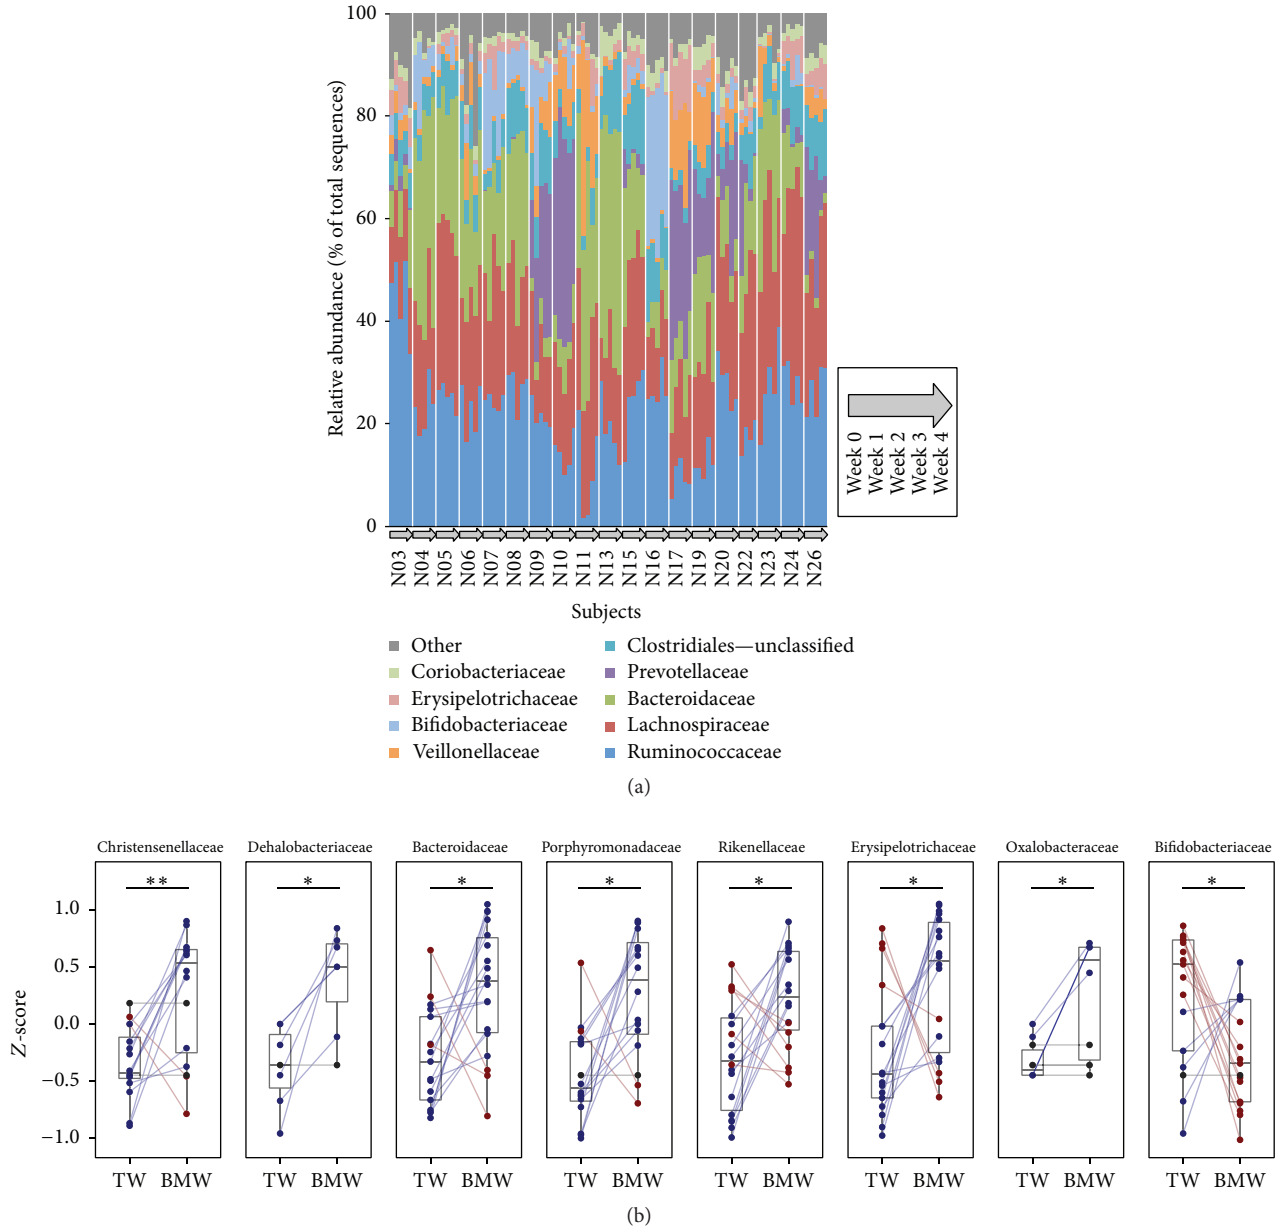 100
80
60
40
20
0
Relative abundance (% of total sequences)
N03 N04 N05 N06 N07 N08 N09 N10 N11 N13 N15 N16 N17 N19 N20 N22 N23 N24 N26
Subjects
Week 0
Week 1
Week 2
Week 3
Week 4
Other
Coriobacteriaceae
Erysipelotrichaceae
Bifidobacteriaceae
Veillonellaceae
Clostridiales—unclassified
Prevotellaceae
Bacteroidaceae
Lachnospiraceae
Ruminococcaceae
(a)
Christensenellaceae Dehalobacteriaceae Bacteroidaceae Porphyromonadaceae Rikenellaceae Erysipelotrichaceae Oxalobacteraceae Bifidobacteriaceae
** * * * * * * *
1.0
0.5
0.0
−0.5
−1.0
Z-score
TW BMW TW BMW TW BMW TW BMW TW BMW TW BMW TW BMW TW BMW
(b)